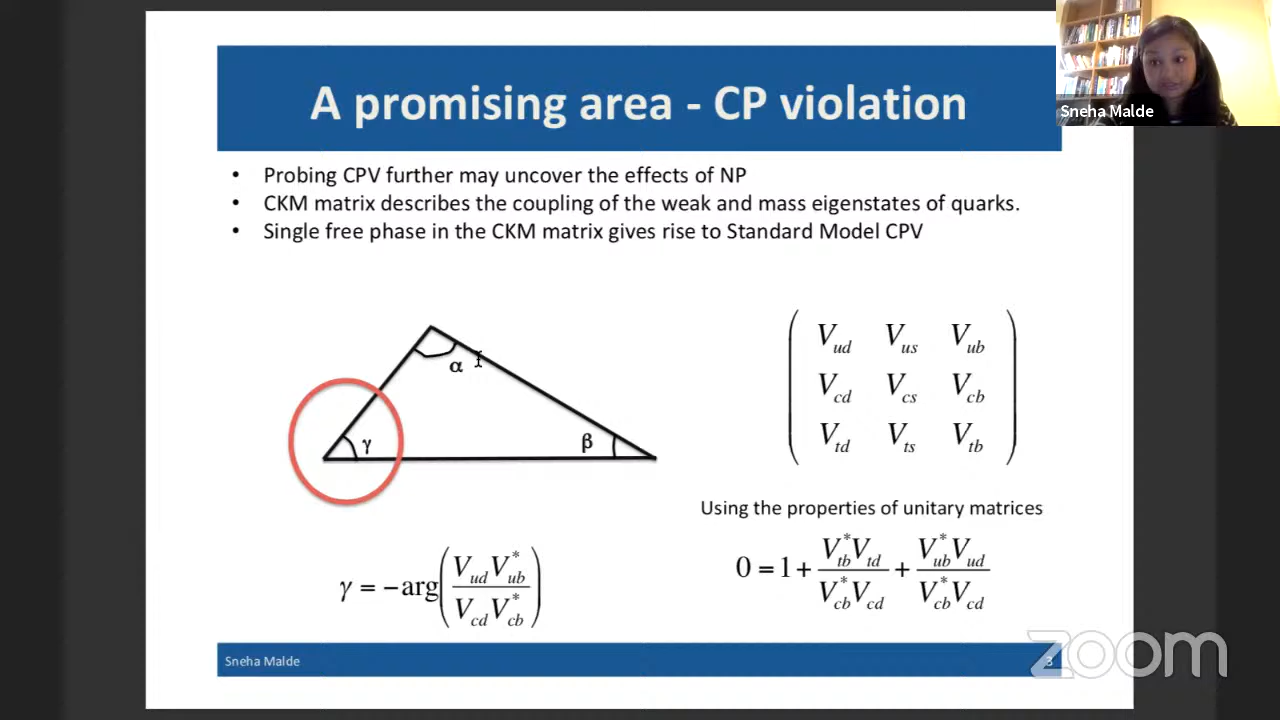 A promising area - CP violation
Sneha Malde
• Probing CPV further may uncover the effects of NP
• CKM matrix describes the coupling of the weak and mass eigenstates of quarks.
• Single free phase in the CKM matrix gives rise to Standard Model CPV
α
γ
β
V_ud V_us V_ub
V_cd V_cs V_cb
V_td V_ts V_tb
Using the properties of unitary matrices
γ = −arg(V_ud V_ub^* / V_cd V_cb^*)
0 = 1 + V_tb^* V_td / V_cb^* V_cd + V_ub^* V_ud / V_cb^* V_cd
Sneha Malde
3
zoom